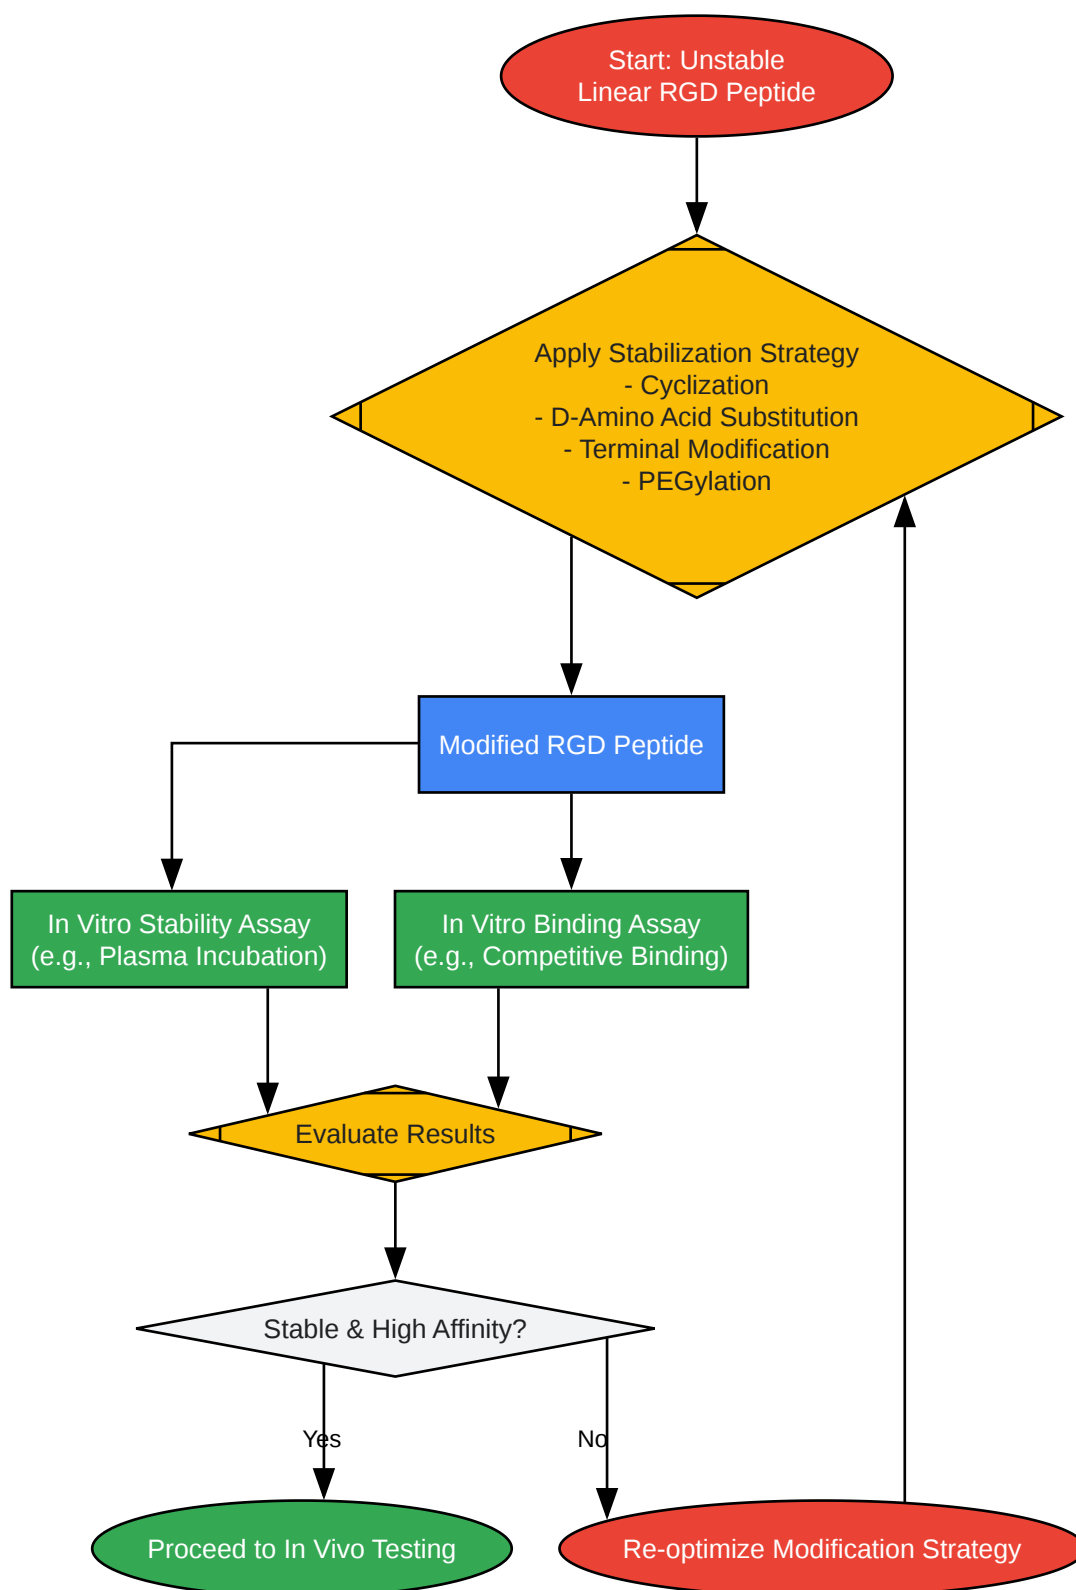 Start: Unstable
Linear RGD Peptide
Apply Stabilization Strategy
- Cyclization
- D-Amino Acid Substitution
- Terminal Modification
- PEGylation
Modified RGD Peptide
In Vitro Stability Assay
(e.g., Plasma Incubation)
In Vitro Binding Assay
(e.g., Competitive Binding)
Evaluate Results
Stable & High Affinity?
Yes
No
Proceed to In Vivo Testing
Re-optimize Modification Strategy